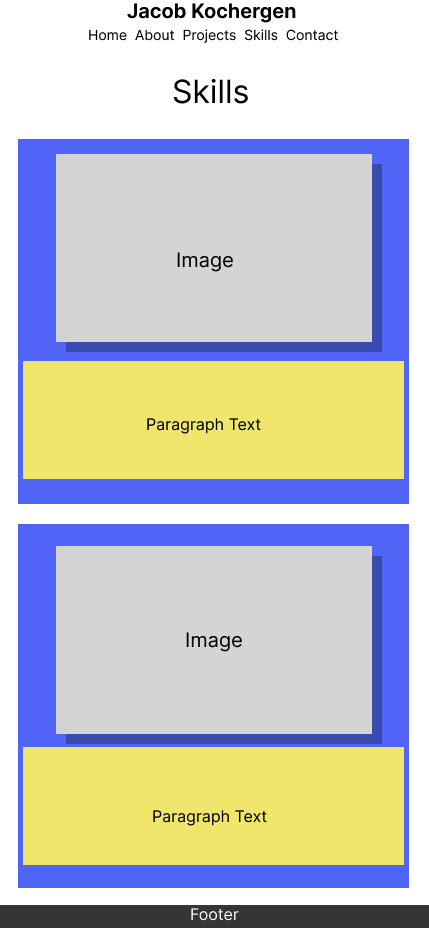 Jacob Kochergen
Home About Projects Skills Contact
Skills
Image
Paragraph Text
Image
Paragraph Text
Footer